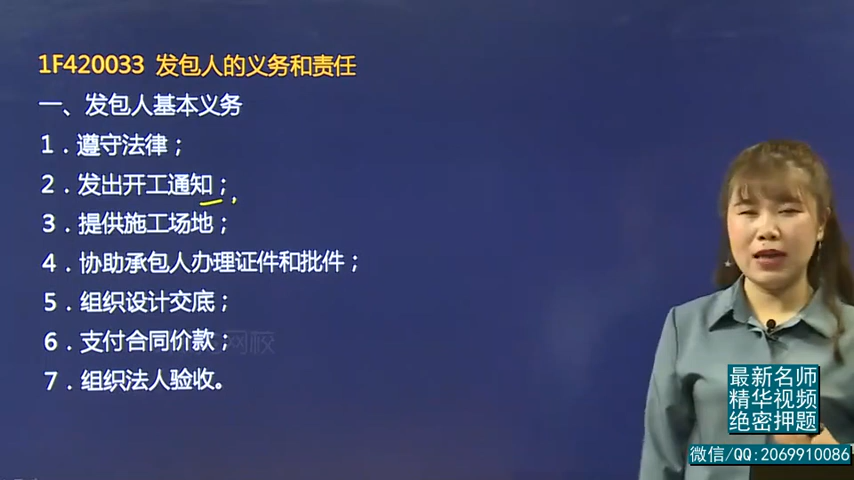 1F420033 发包人的义务和责任
一、发包人基本义务
1．遵守法律；
2．发出开工通知；
3．提供施工场地；
4．协助承包人办理证件和批件；
5．组织设计交底；
6．支付合同价款；
网校
7．组织法人验收。
最新名师
精华视频
绝密押题
微信/QQ:2069910086